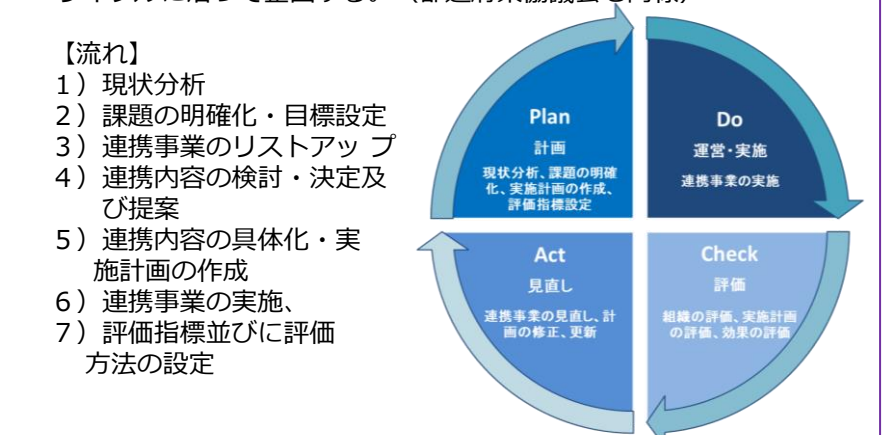 【流れ】
１）現状分析
２）課題の明確化・目標設定
３）連携事業のリストアッ プ
４）連携内容の検討・決定及
び提案
５）連携内容の具体化・実
施計画の作成
６）連携事業の実施、
７）評価指標並びに評価
方法の設定
Plan
計画
現状分析、課題の明確
化、実施計画の作成、
評価指標設定
Do
運営・実施
連携事業の実施
Act
見直し
連携事業の見直し、計
画の修正、更新
Check
評価
組織の評価、実施計画
の評価、効果の評価